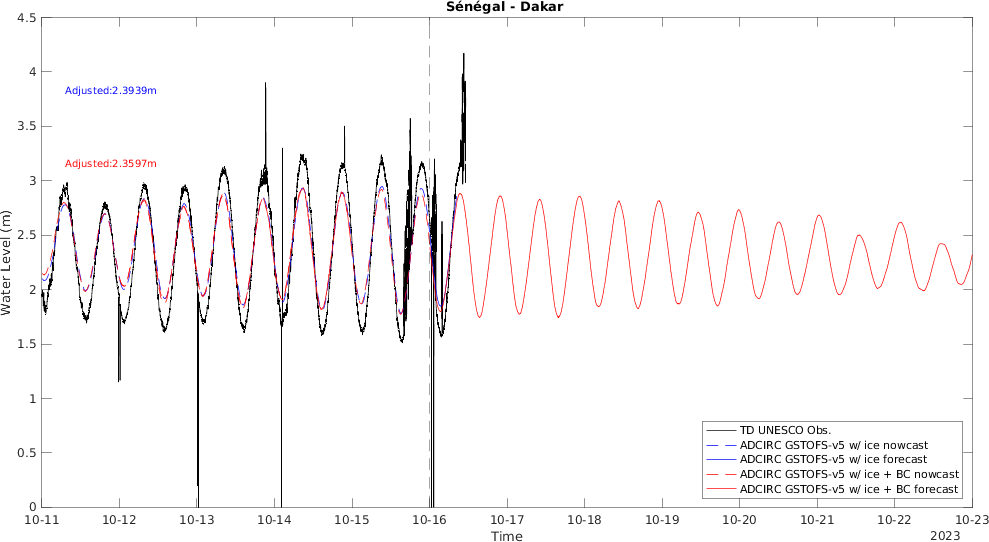 Sénégal - Dakar
4.5
4
3.5
3
2.5
2
1.5
1
0.5
0
Water Level (m)
Adjusted:2.3939m
Adjusted:2.3597m
TD UNESCO Obs.
ADCIRC GSTOFS-v5 w/ ice nowcast
ADCIRC GSTOFS-v5 w/ ice forecast
ADCIRC GSTOFS-v5 w/ ice + BC nowcast
ADCIRC GSTOFS-v5 w/ ice + BC forecast
10-11 10-12 10-13 10-14 10-15 10-16 10-17 10-18 10-19 10-20 10-21 10-22 10-23
Time
2023